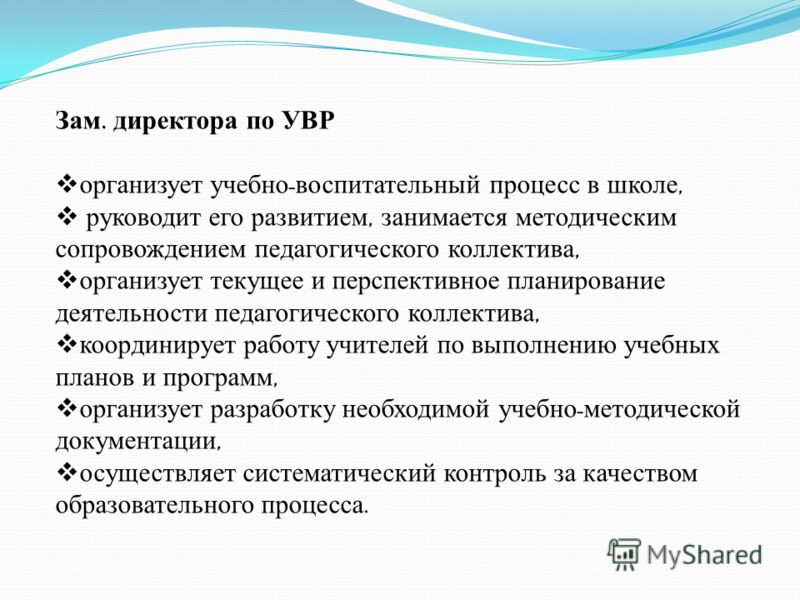 Зам. директора по УВР
❖организует учебно-воспитательный процесс в школе,
❖ руководит его развитием, занимается методическим
сопровождением педагогического коллектива,
❖организует текущее и перспективное планирование
деятельности педагогического коллектива,
❖координирует работу учителей по выполнению учебных
планов и программ,
❖организует разработку необходимой учебно-методической
документации,
❖осуществляет систематический контроль за качеством
образовательного процесса.
MyShared